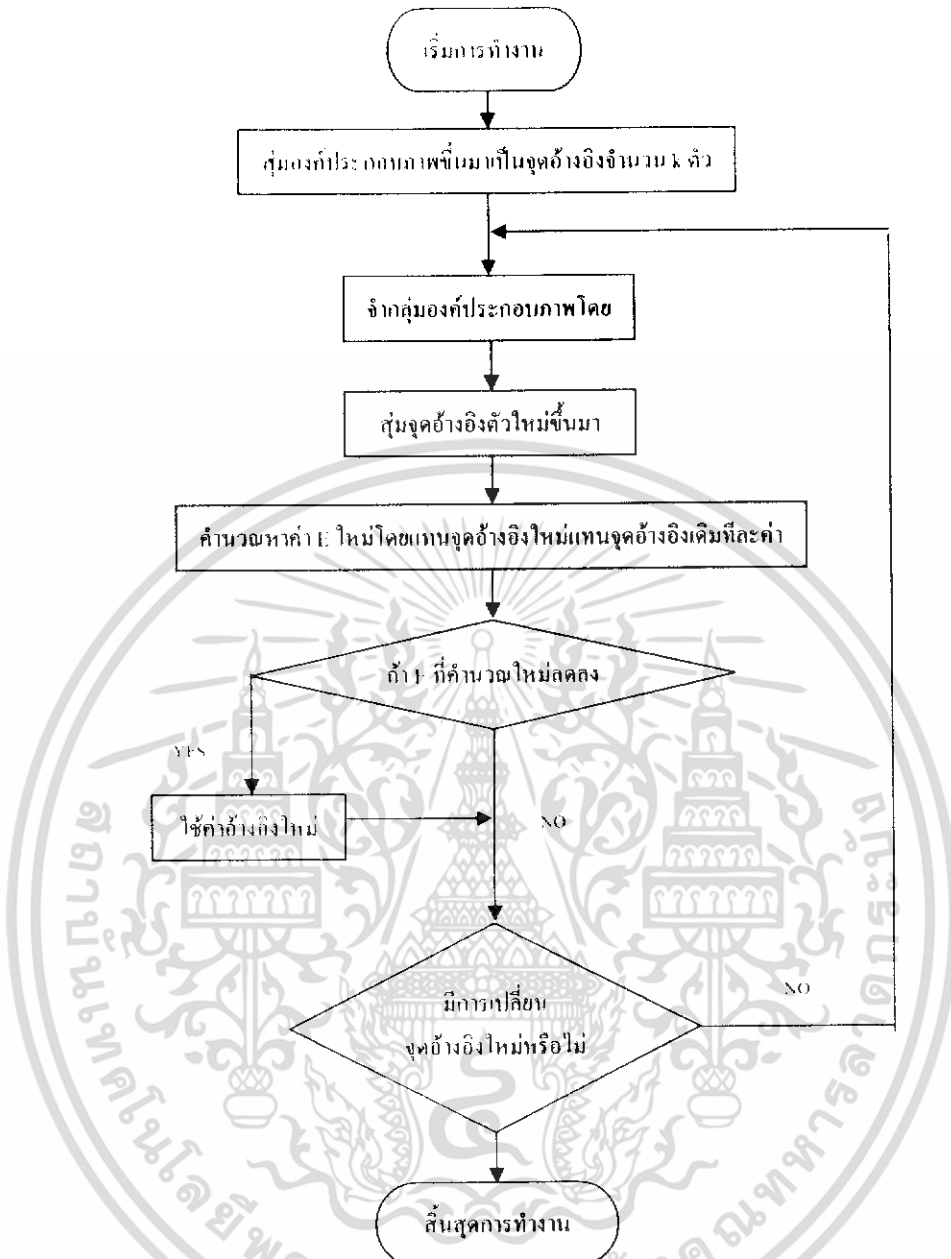 เริ่มการทำงาน
สุ่มองค์ประกอบภาพขึ้นมาเป็นจุดอ้างอิงจำนวน k ตัว
จำกลุ่มองค์ประกอบภาพโดย
สุ่มจุดอ้างอิงตัวใหม่ขึ้นมา
คำนวณหาค่า E ใหม่โดยแทนจุดอ้างอิงใหม่แทนจุดอ้างอิงเดิมทีละค่า
ถ้า E ที่คำนวณใหม่ลดลง
YES
ใช้ค่าอ้างอิงใหม่
NO
มีการเปลี่ยน
จุดอ้างอิงใหม่หรือไม่
NO
สิ้นสุดการทำงาน